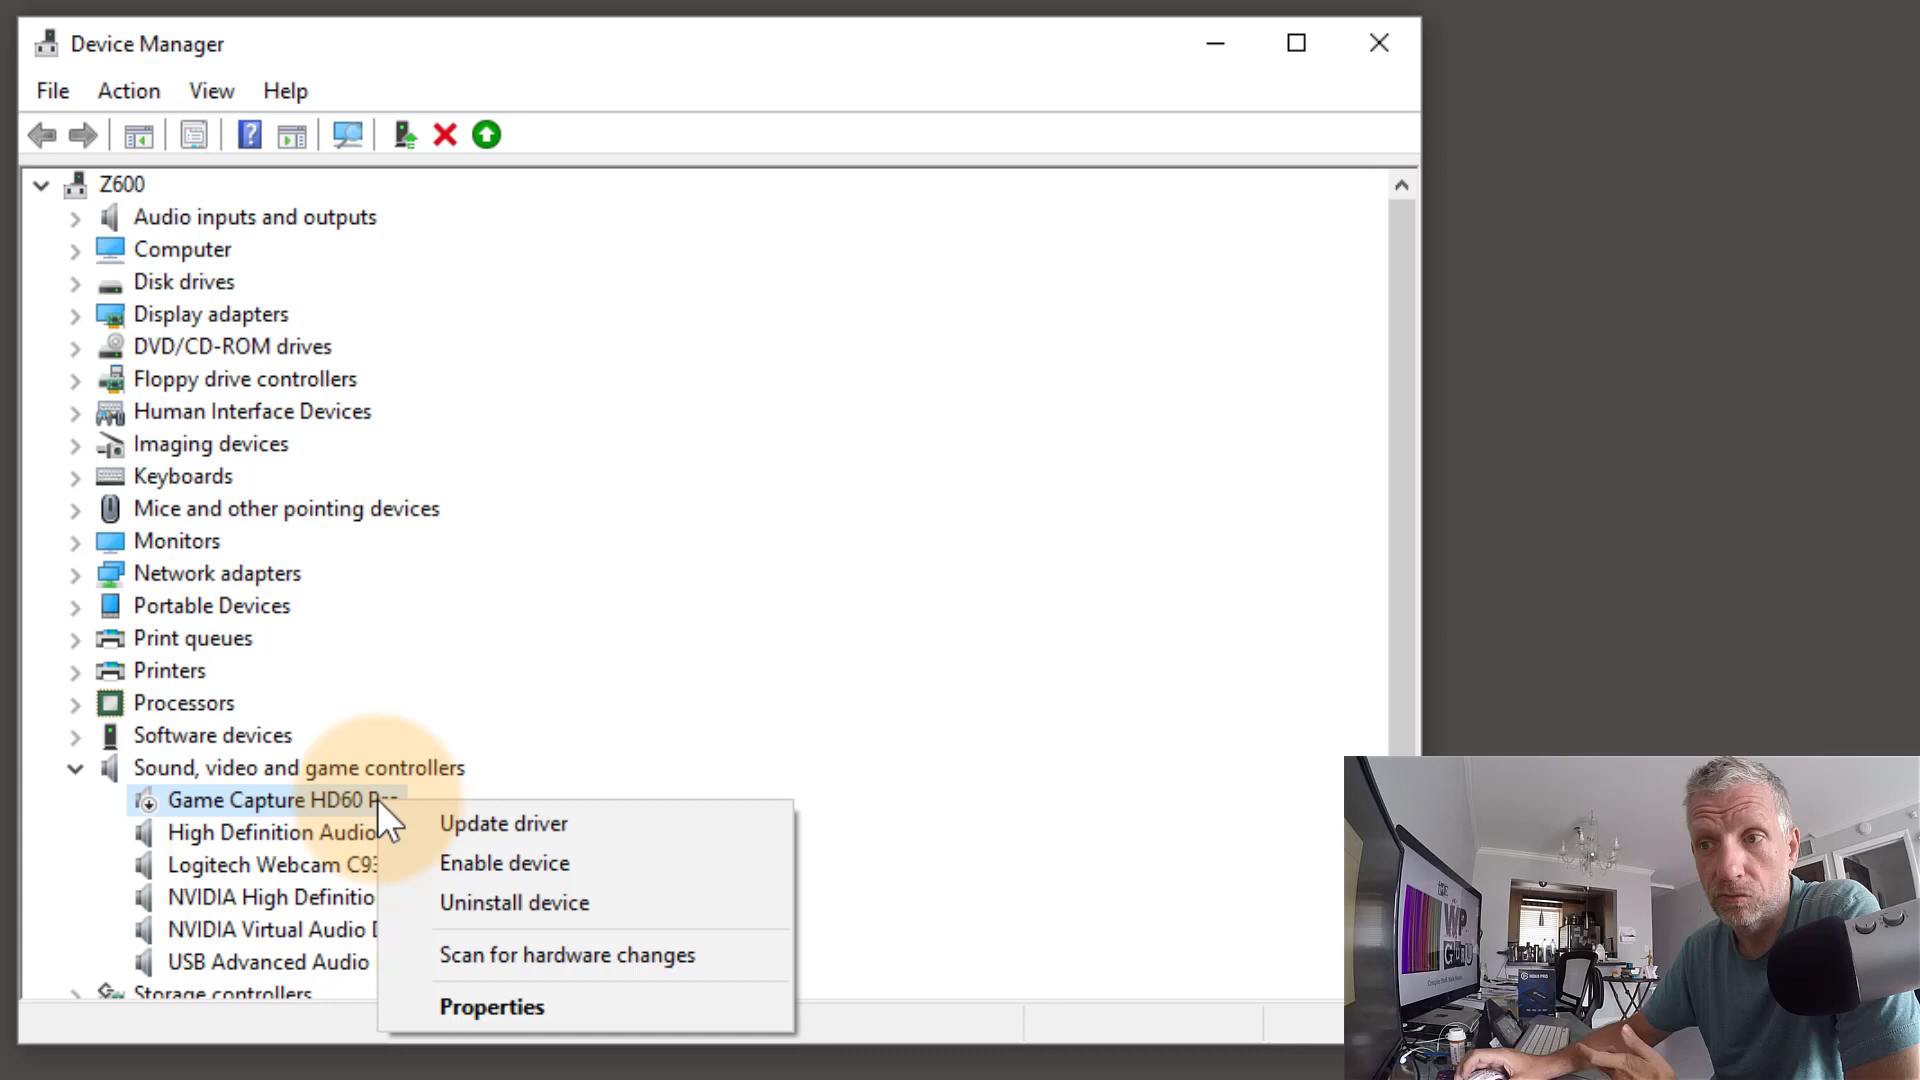 Device Manager
File Action View Help
Z600
Audio inputs and outputs
Computer
Disk drives
Display adapters
DVD/CD-ROM drives
Floppy drive controllers
Human Interface Devices
Imaging devices
Keyboards
Mice and other pointing devices
Monitors
Network adapters
Portable Devices
Print queues
Printers
Processors
Software devices
Sound, video and game controllers
Game Capture HD60
High Definition Audio
Logitech Webcam C93
NVIDIA High Definitio
NVIDIA Virtual Audio
USB Advanced Audio
Storage controllers
Update driver
Enable device
Uninstall device
Scan for hardware changes
Properties
WP
GURU